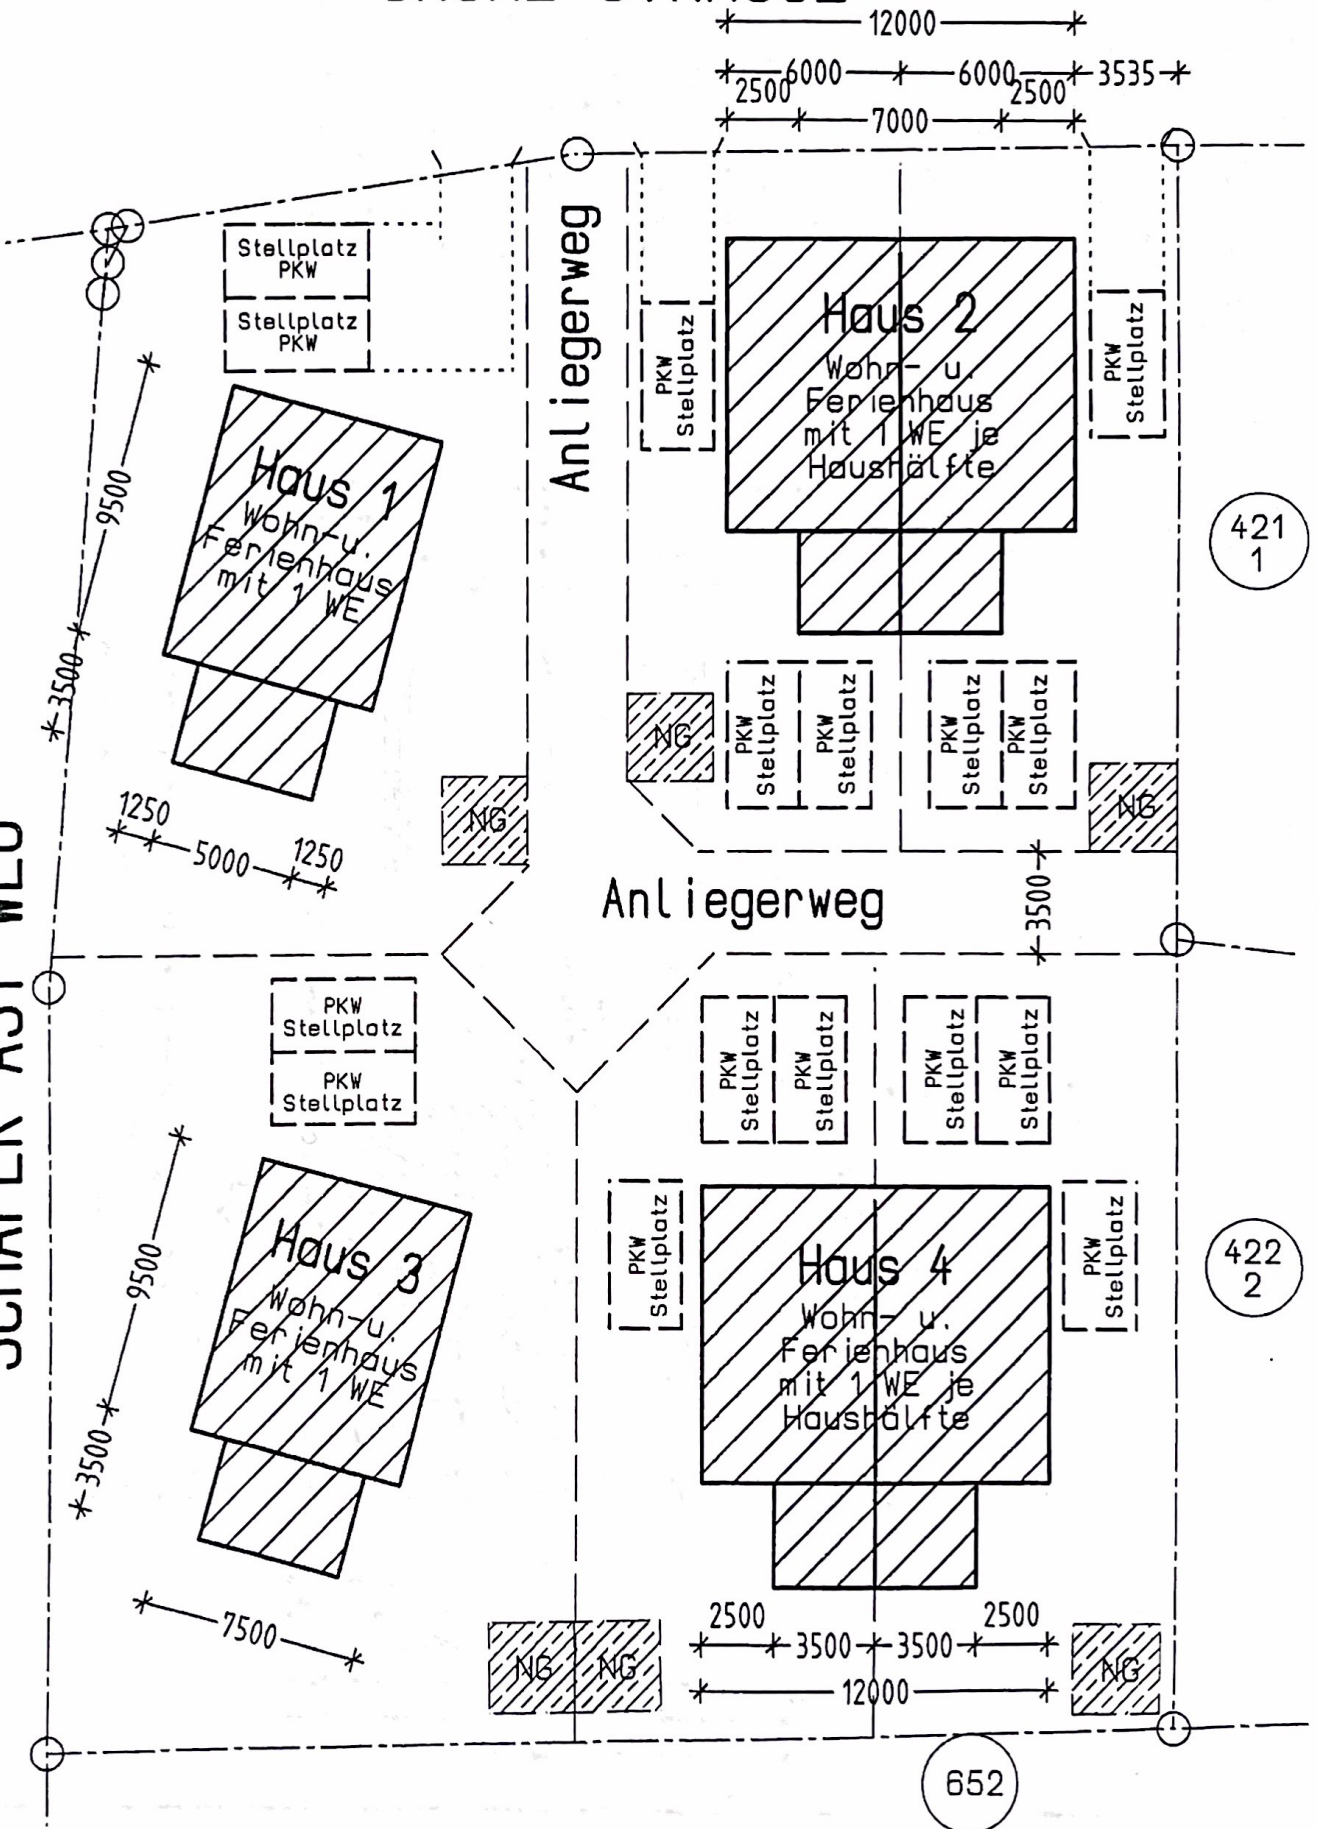 12000
6000
6000
3535
2500
7000
2500
Stellplatz
PKW
Stellplatz
PKW
Anliegerweg
PKW
Stellplatz
Haus 2
Wohn- u.
Ferienhaus
mit 1 WE je
Haushälfte
PKW
Stellplatz
9500
3500
Haus 1
Wohn-u.
Ferienhaus
mit 1 WE
421
1
1250
5000
1250
NG
NG
PKW
Stellplatz
PKW
Stellplatz
PKW
Stellplatz
PKW
Stellplatz
NG
Anliegerweg
3500
PKW
Stellplatz
PKW
Stellplatz
PKW
Stellplatz
PKW
Stellplatz
PKW
Stellplatz
PKW
Stellplatz
9500
3500
Haus 3
Wohn-u.
Ferienhaus
mit 1 WE
PKW
Stellplatz
Haus 4
Wohn- u.
Ferienhaus
mit 1 WE je
Haushälfte
PKW
Stellplatz
422
2
7500
NG
NG
2500
3500
3500
2500
12000
NG
652